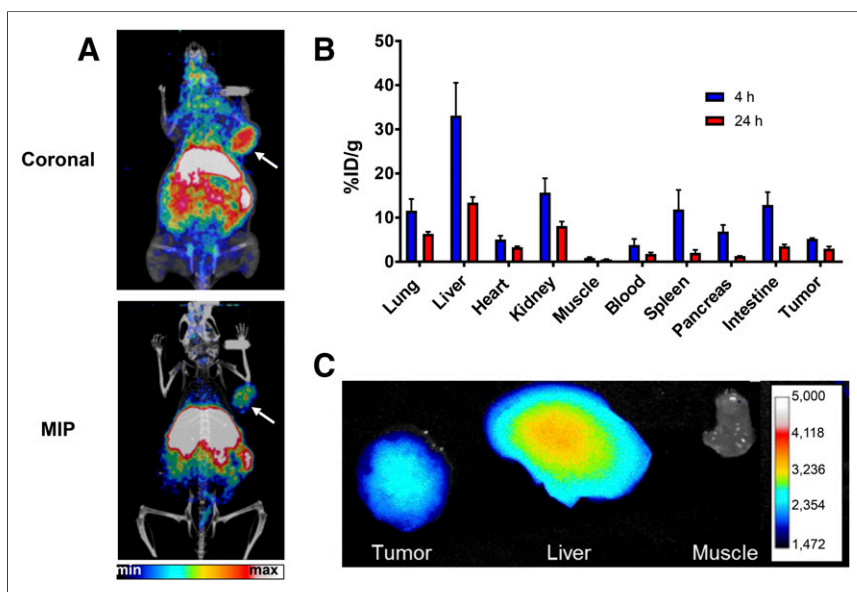 A
Coronal
MIP
min
max
B
%ID/g
50
40
30
20
10
0
4 h
24 h
Lung
Liver
Heart
Kidney
Muscle
Blood
Spleen
Pancreas
Intestine
Tumor
C
Tumor
Liver
Muscle
5,000
4,118
3,236
2,354
1,472